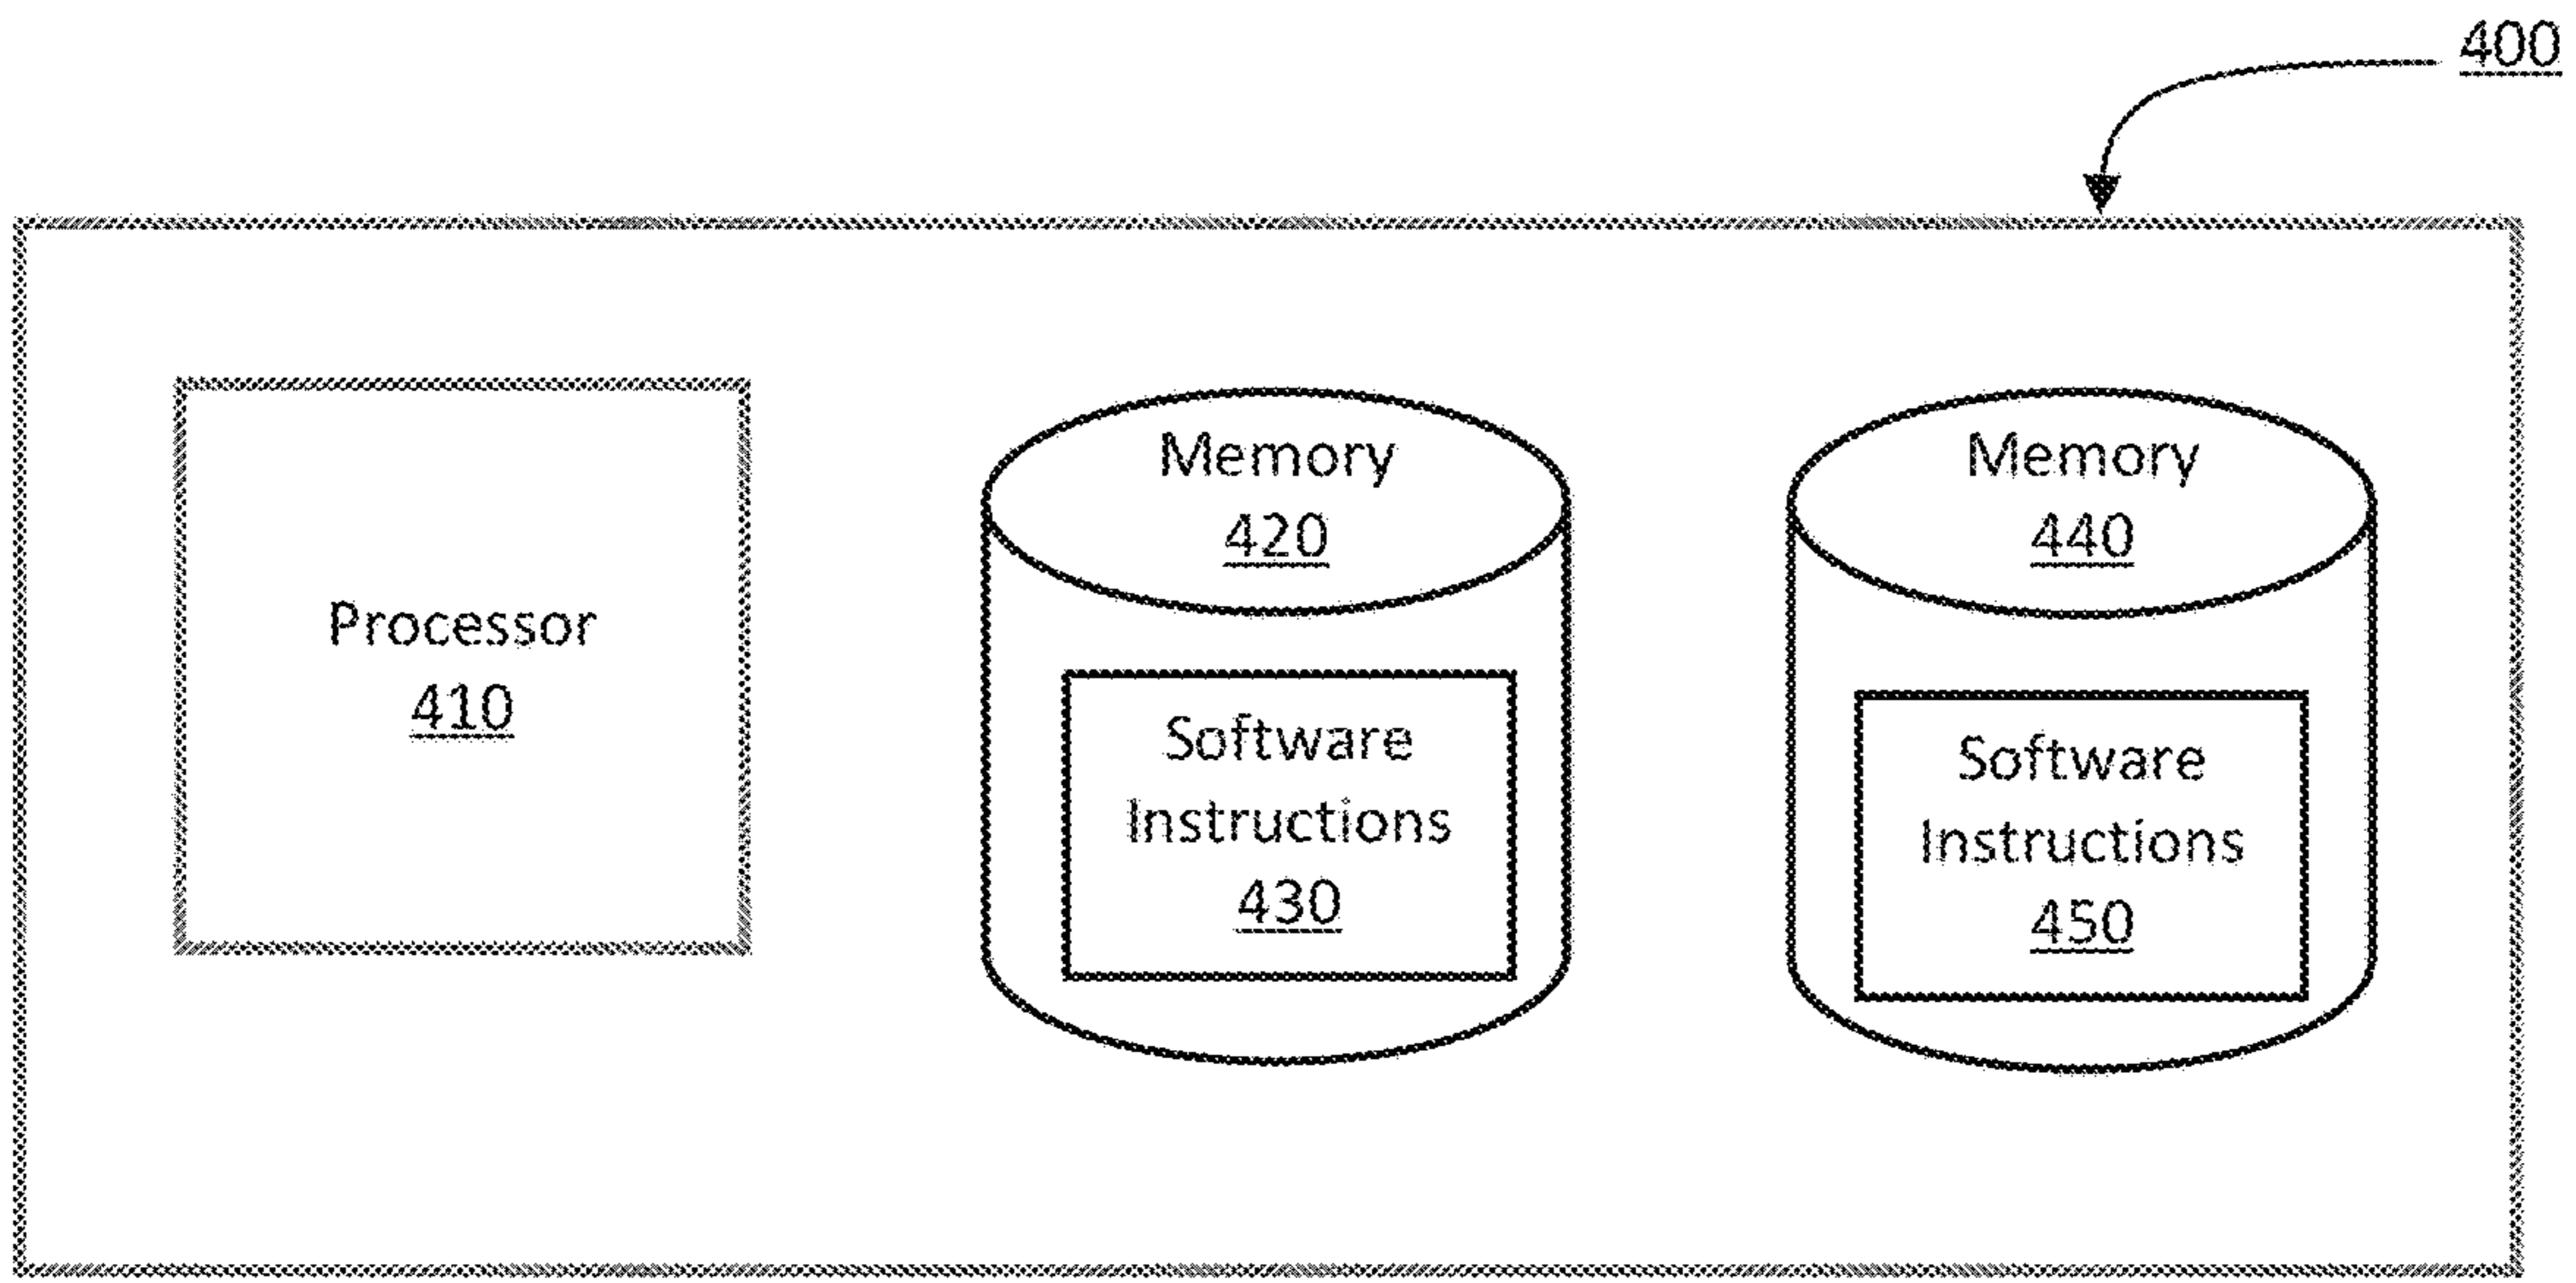 400
Processor
410
Memory
420
Software
Instructions
430
Memory
440
Software
Instructions
450